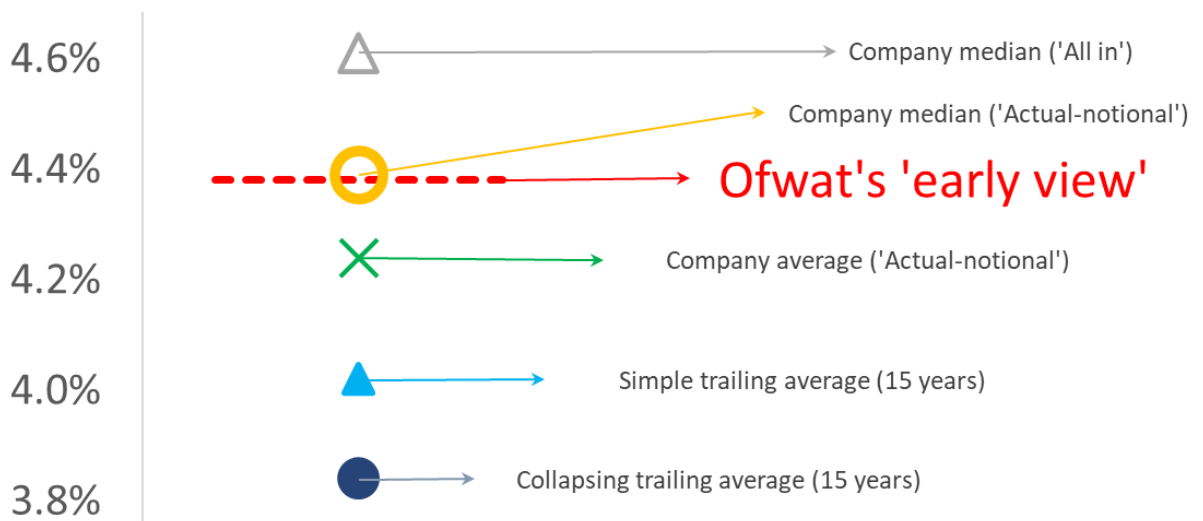 4.6%
Company median ('All in')
Company median ('Actual-notional')
4.4%
Ofwat's 'early view'
Company average ('Actual-notional')
4.2%
Simple trailing average (15 years)
4.0%
Collapsing trailing average (15 years)
3.8%